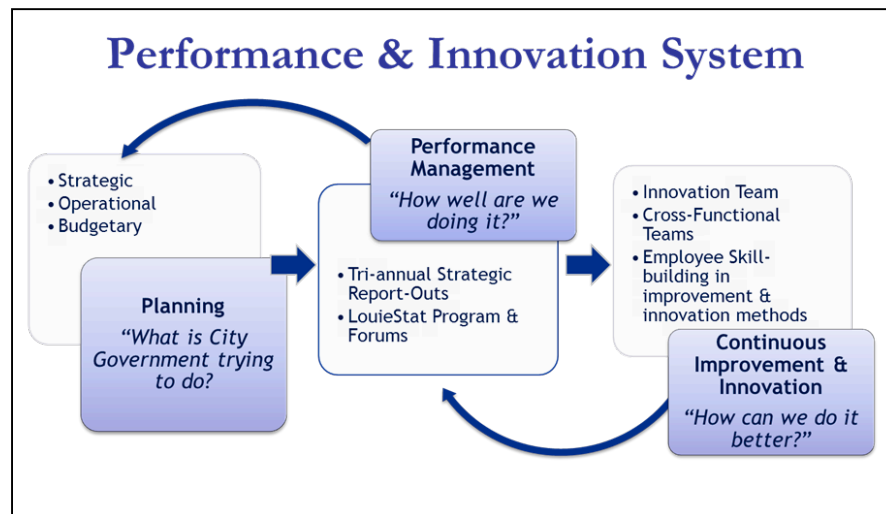 Performance & Innovation System
• Strategic
• Operational
• Budgetary
Planning
“What is City
Government trying
to do?
Performance
Management
“How well are we
doing it?”
• Tri-annual Strategic
Report-Outs
• LouieStat Program &
Forums
• Innovation Team
• Cross-Functional
Teams
• Employee Skill-
building in
improvement &
innovation methods
Continuous
Improvement &
Innovation
“How can we do it
better?”